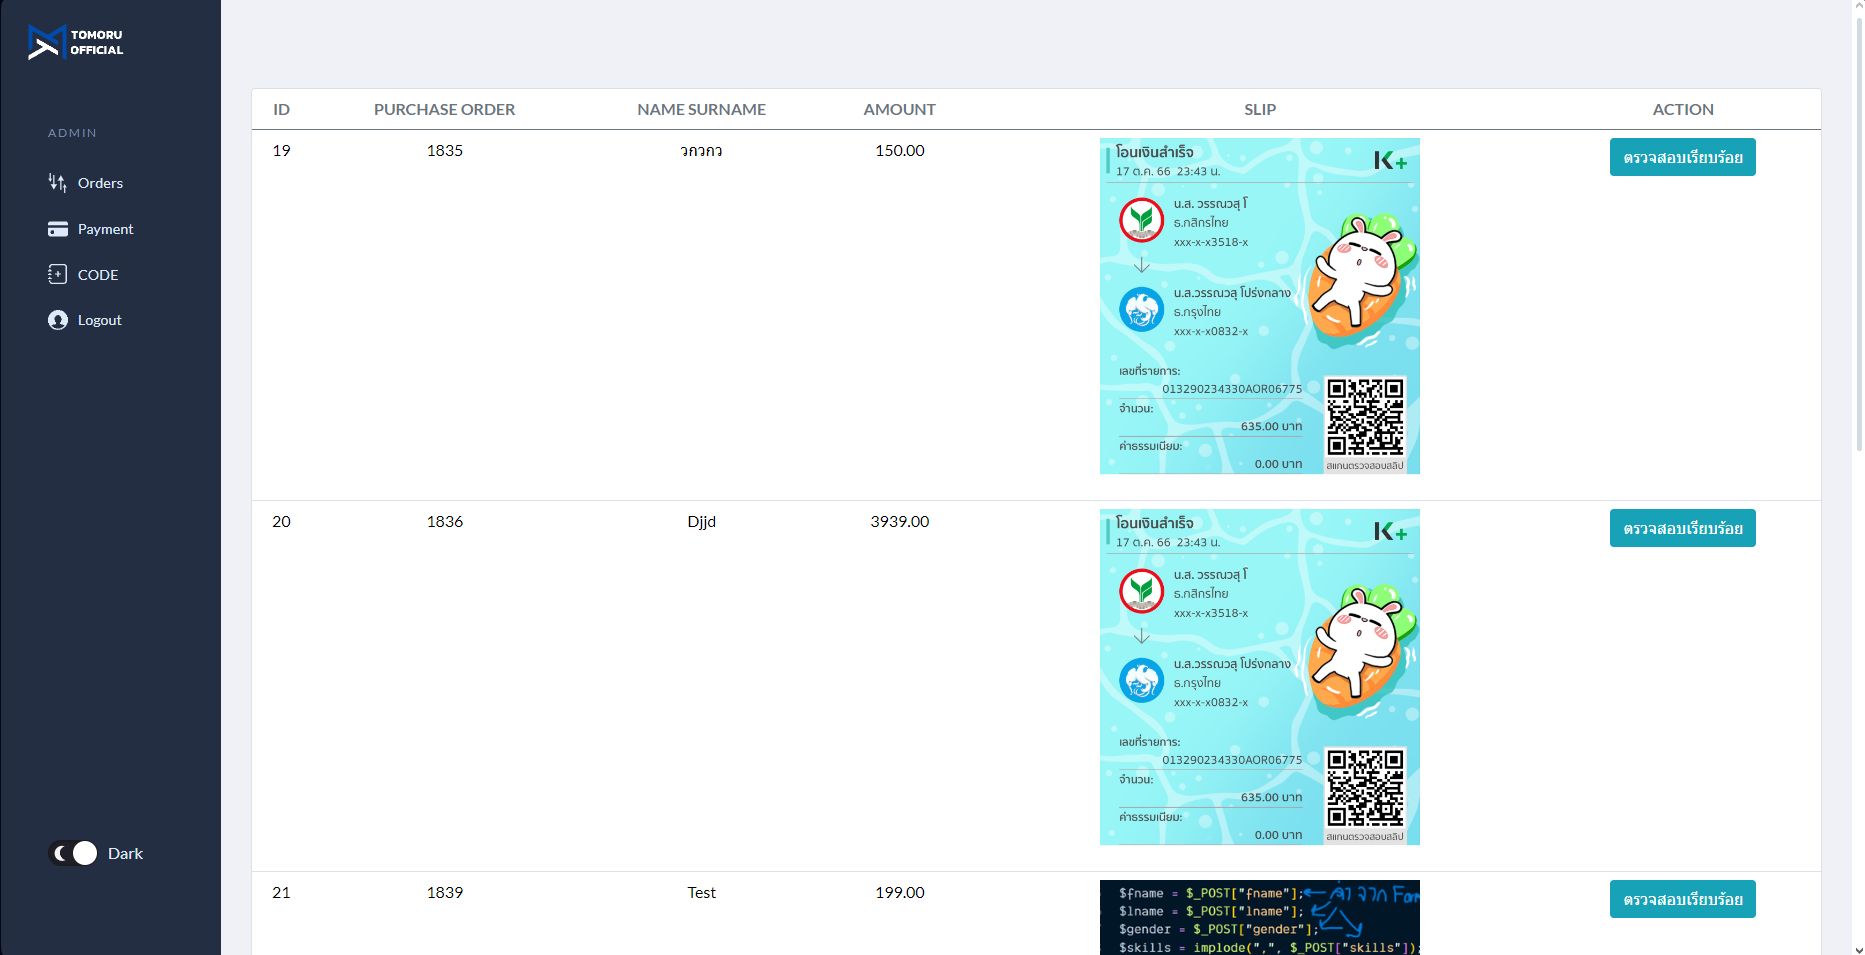 TOMORU
OFFICIAL
ADMIN
Orders
Payment
CODE
Logout
Dark
ID PURCHASE ORDER NAME SURNAME AMOUNT SLIP ACTION
19 1835 วกวกว 150.00 ตรวจสอบเรียบร้อย
โอนเงินสำเร็จ
17 ต.ค. 66 23:43 น.
K+
น.ส. วรรณวสุ โ
ธ.กสิกรไทย
xxx-x-x3518-x
น.ส.วรรณวสุ โปร่งกลาง
ธ.กรุงไทย
xxx-x-x0832-x
เลขที่รายการ:
013290234330AOR06775
จำนวน:
635.00 บาท
ค่าธรรมเนียม:
0.00 บาท
สแกนตรวจสอบสลิป
20 1836 Djjd 3939.00 ตรวจสอบเรียบร้อย
โอนเงินสำเร็จ
17 ต.ค. 66 23:43 น.
K+
น.ส. วรรณวสุ โ
ธ.กสิกรไทย
xxx-x-x3518-x
น.ส.วรรณวสุ โปร่งกลาง
ธ.กรุงไทย
xxx-x-x0832-x
เลขที่รายการ:
013290234330AOR06775
จำนวน:
635.00 บาท
ค่าธรรมเนียม:
0.00 บาท
สแกนตรวจสอบสลิป
21 1839 Test 199.00 ตรวจสอบเรียบร้อย
$fname = $_POST["fname"]; จาก
$lname = $_POST["lname"];
$gender = $_POST["gender"];
$skills = implode(",", $_POST["skills"]);